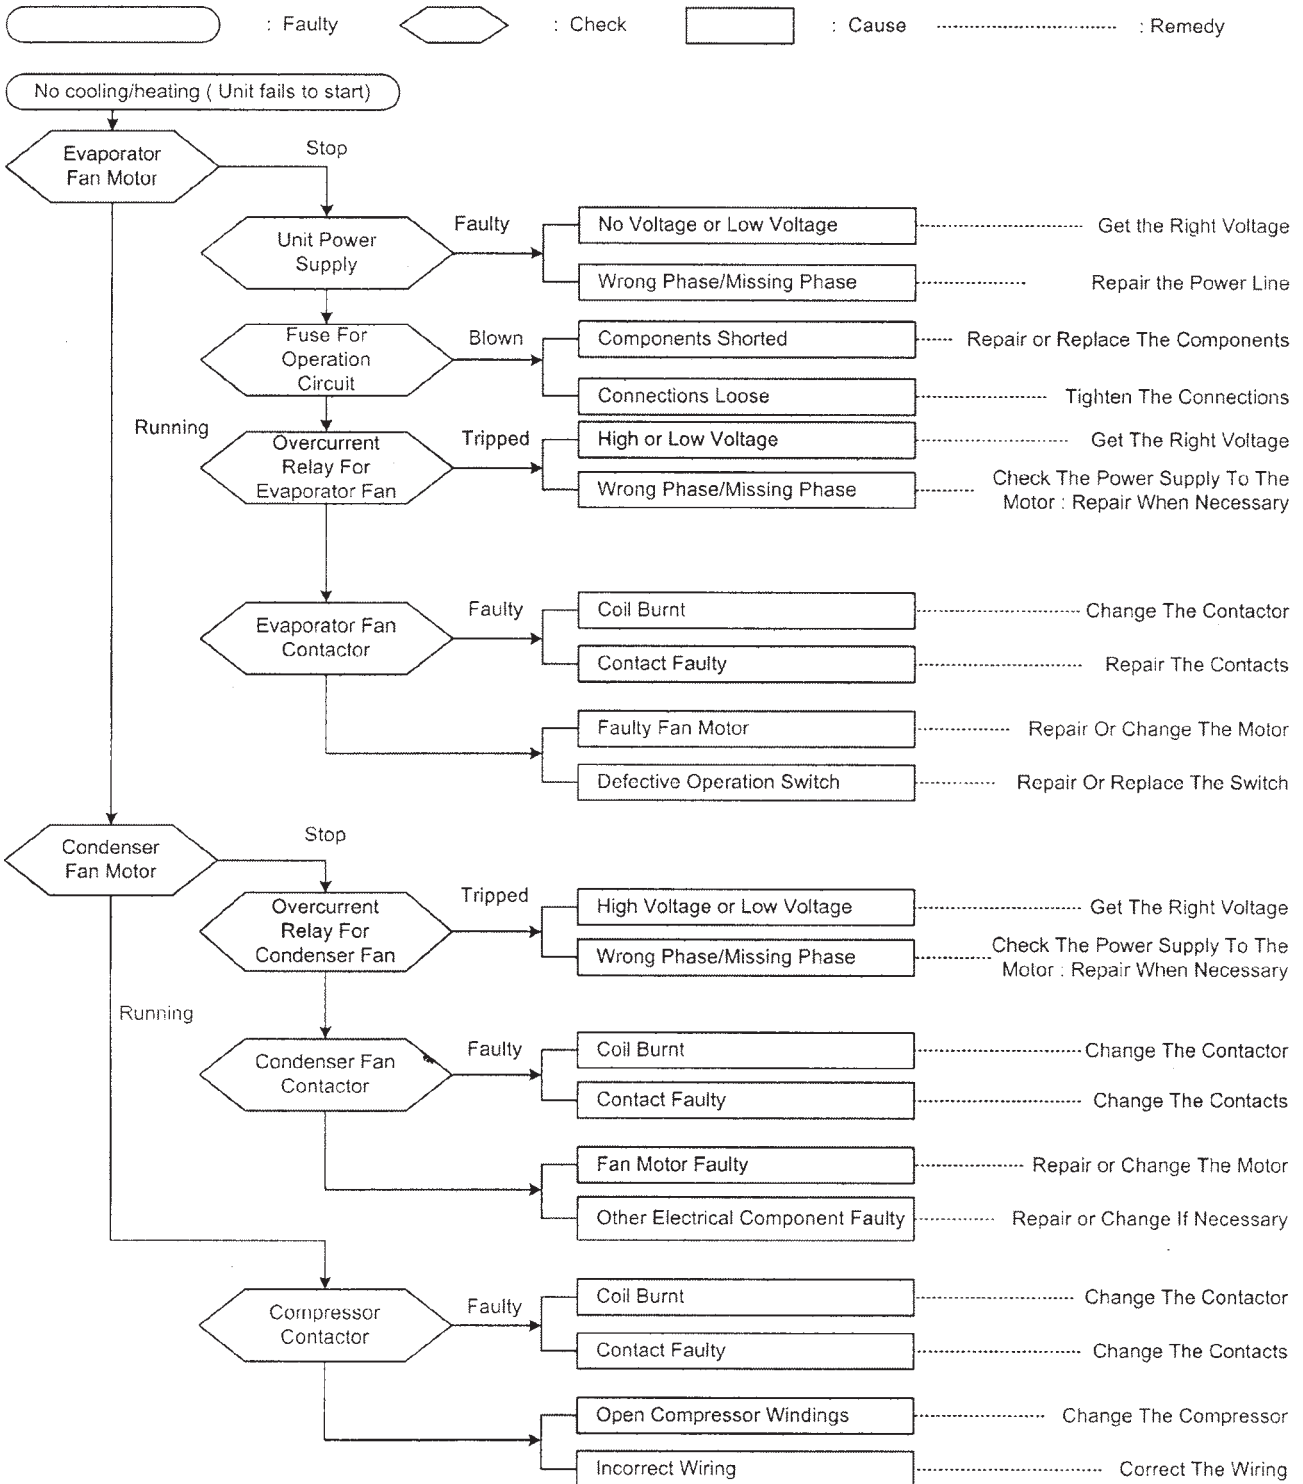 : Faulty : Check : Cause : Remedy
No cooling/heating ( Unit fails to start)
Evaporator
Fan Motor
Stop
Unit Power
Supply
Faulty
No Voltage or Low Voltage
Get the Right Voltage
Wrong Phase/Missing Phase
Repair the Power Line
Fuse For
Operation
Circuit
Blown
Components Shorted
Repair or Replace The Components
Connections Loose
Tighten The Connections
Running
Overcurrent
Relay For
Evaporator Fan
Tripped
High or Low Voltage
Get The Right Voltage
Wrong Phase/Missing Phase
Check The Power Supply To The
Motor : Repair When Necessary
Evaporator Fan
Contactor
Faulty
Coil Burnt
Change The Contactor
Contact Faulty
Repair The Contacts
Faulty Fan Motor
Repair Or Change The Motor
Defective Operation Switch
Repair Or Replace The Switch
Condenser
Fan Motor
Stop
Overcurrent
Relay For
Condenser Fan
Tripped
High Voltage or Low Voltage
Get The Right Voltage
Wrong Phase/Missing Phase
Check The Power Supply To The
Motor : Repair When Necessary
Running
Condenser Fan
Contactor
Faulty
Coil Burnt
Change The Contactor
Contact Faulty
Change The Contacts
Fan Motor Faulty
Repair or Change The Motor
Other Electrical Component Faulty
Repair or Change If Necessary
Compressor
Contactor
Faulty
Coil Burnt
Change The Contactor
Contact Faulty
Change The Contacts
Open Compressor Windings
Change The Compressor
Incorrect Wiring
Correct The Wiring